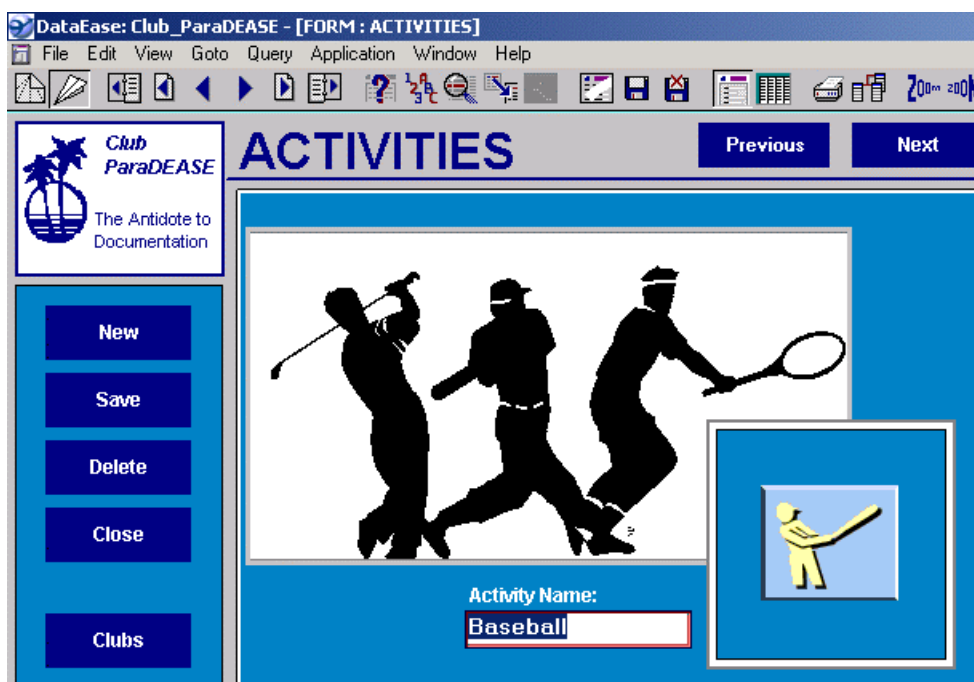 DataEase: Club_ParaDEASE - [FORM : ACTIVITIES]
File Edit View Goto Query Application Window Help
Club
ParaDEASE
The Antidote to
Documentation
ACTIVITIES
Previous
Next
New
Save
Delete
Close
Clubs
Activity Name:
Baseball